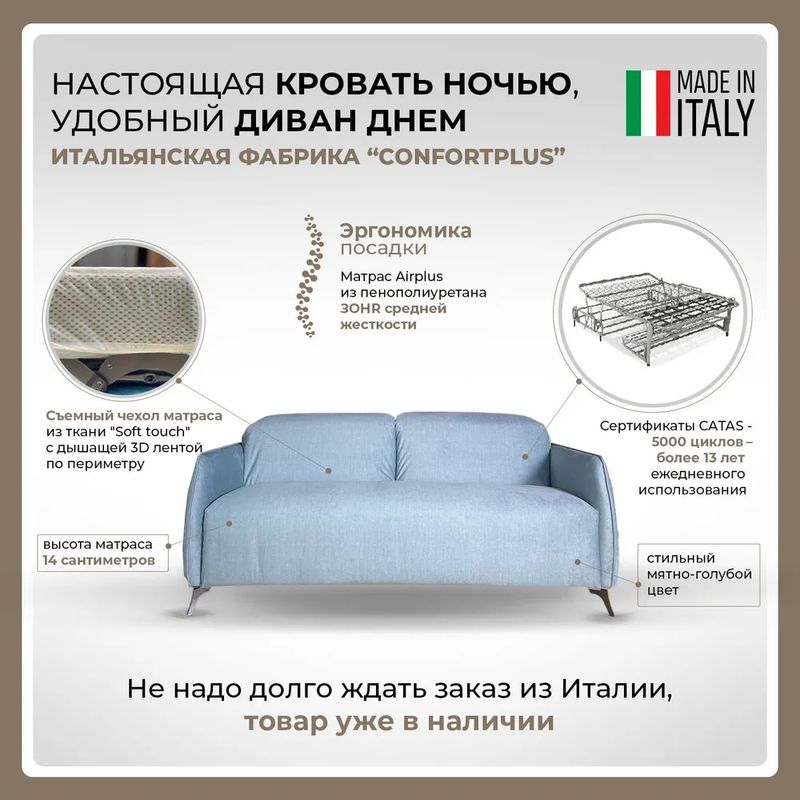 НАСТОЯЩАЯ КРОВАТЬ НОЧЬЮ,
УДОБНЫЙ ДИВАН ДНЕМ
ИТАЛЬЯНСКАЯ ФАБРИКА “CONFORTPLUS”
MADE IN
ITALY
Эргономика
посадки
Матрас Airplus
из пенополиуретана
3OHR средней
жесткости
Съемный чехол матраса
из ткани "Soft touch"
с дышащей 3D лентой
по периметру
Сертификаты CATAS -
5000 циклов –
более 13 лет
ежедневного
использования
высота матраса
14 сантиметров
стильный
мятно-голубой
цвет
Не надо долго ждать заказ из Италии,
товар уже в наличии